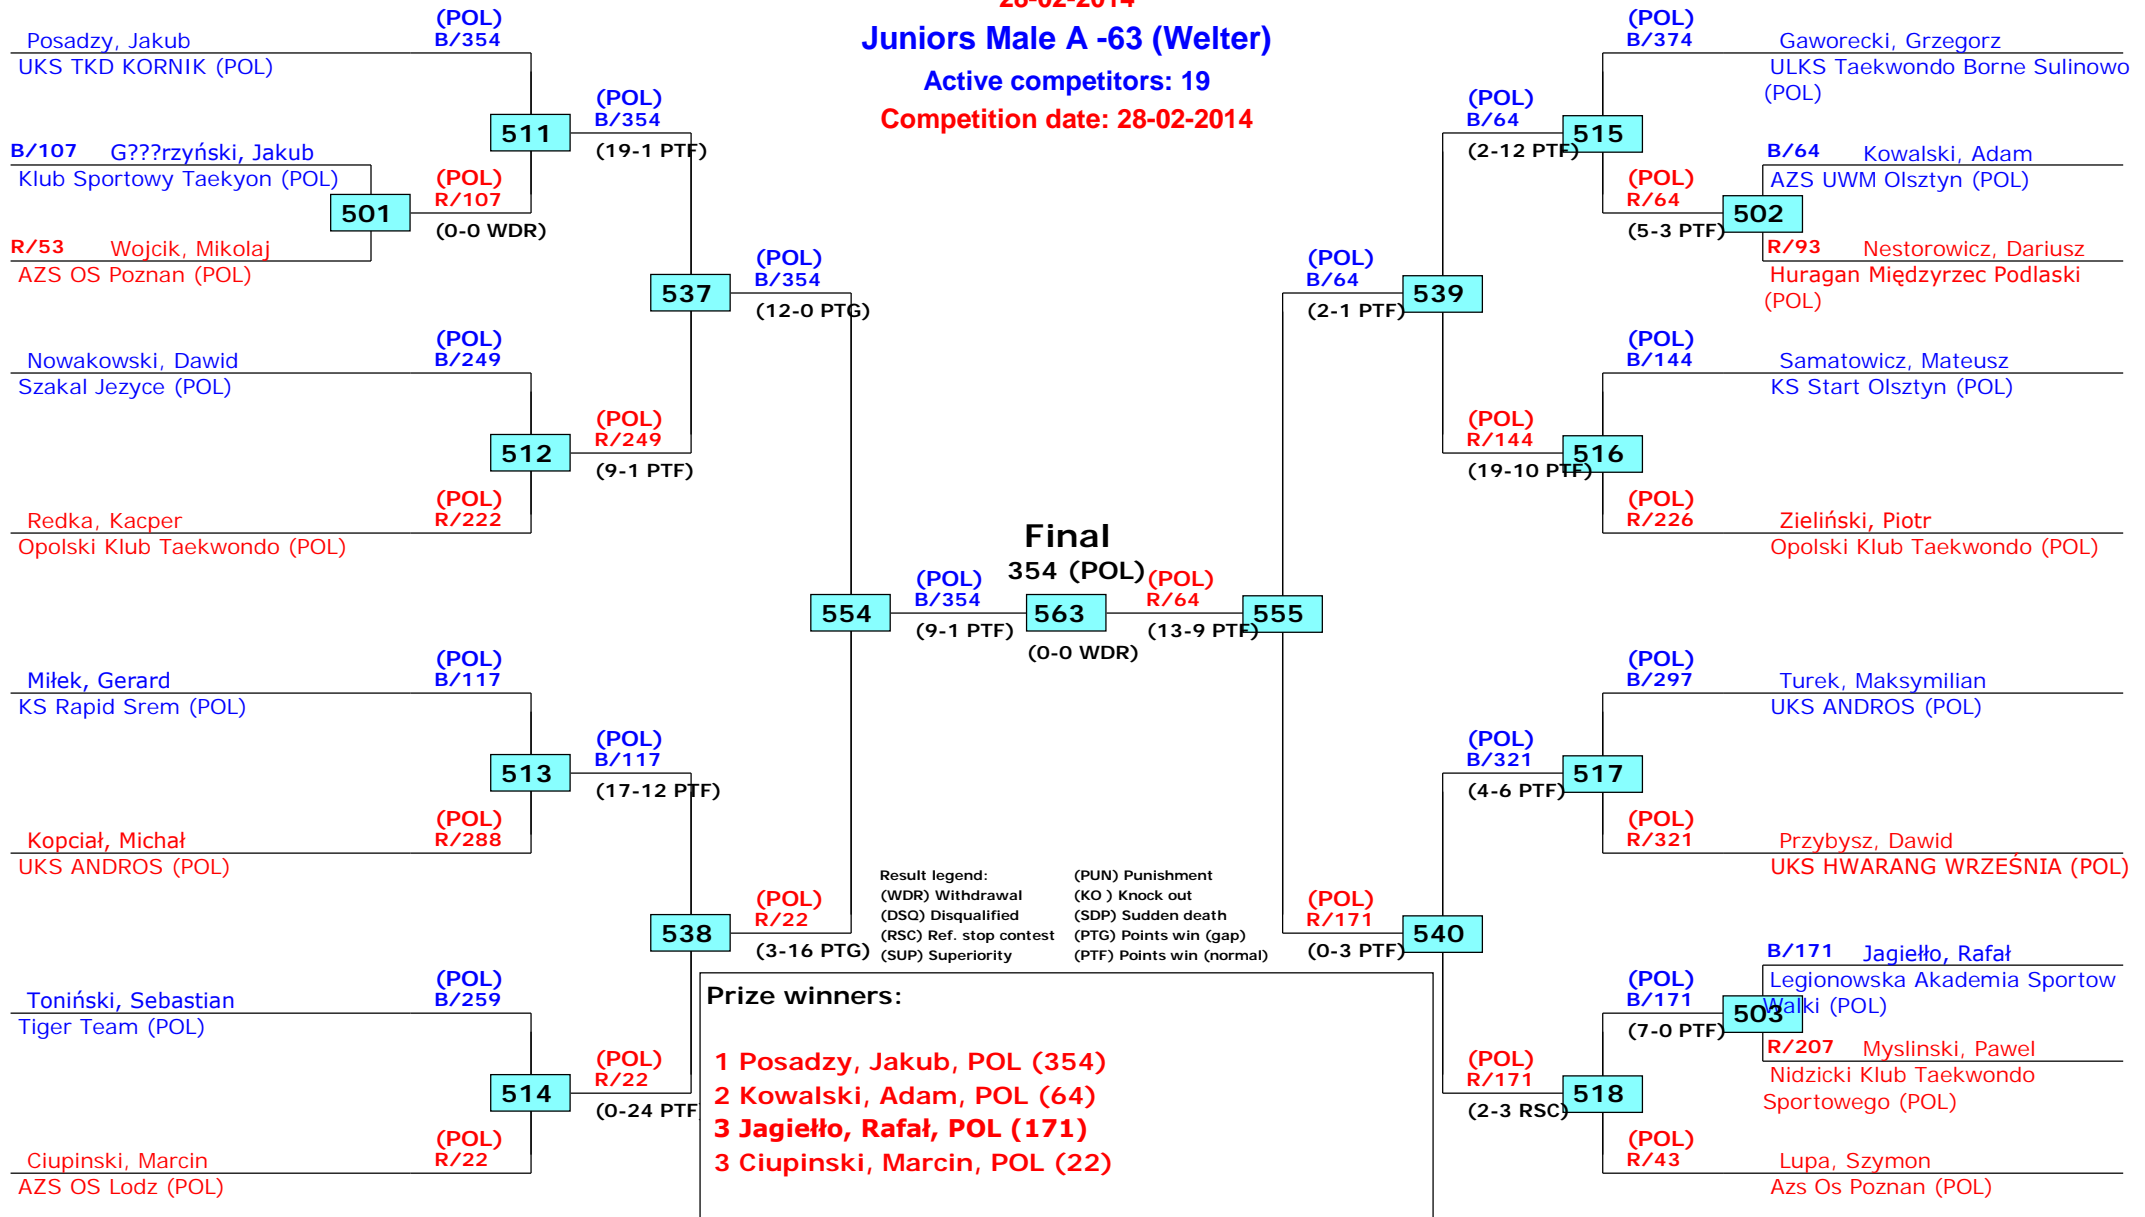 28-02-2014
Juniors Male A -63 (Welter)
Active competitors: 19
Competition date: 28-02-2014
(POL)
B/354
Posadzy, Jakub
UKS TKD KORNIK (POL)
B/107 G???rzyński, Jakub
Klub Sportowy Taekyon (POL)
501
R/53 Wojcik, Mikolaj
AZS OS Poznan (POL)
511
(POL)
R/107
(0-0 WDR)
(POL)
B/354
(19-1 PTF)
(POL)
B/249
Nowakowski, Dawid
Szakal Jezyce (POL)
512
(POL)
R/249
(9-1 PTF)
(POL)
R/222
Redka, Kacper
Opolski Klub Taekwondo (POL)
537
(POL)
B/354
(12-0 PTG)
(POL)
B/117
Miłek, Gerard
KS Rapid Srem (POL)
513
(POL)
B/117
(17-12 PTF)
(POL)
R/288
Kopciał, Michał
UKS ANDROS (POL)
538
(POL)
R/22
(3-16 PTG)
(POL)
B/259
Toniński, Sebastian
Tiger Team (POL)
514
(POL)
R/22
(0-24 PTF
(POL)
R/22
Ciupinski, Marcin
AZS OS Lodz (POL)
554
(POL)
B/354
(9-1 PTF)
Final
354 (POL)
563
(0-0 WDR)
(POL)
R/64
(13-9 PTF)
555
(POL)
B/374
Gaworecki, Grzegorz
ULKS Taekwondo Borne Sulinowo
(POL)
515
(POL)
B/64
(2-12 PTF)
B/64 Kowalski, Adam
AZS UWM Olsztyn (POL)
502
(POL)
R/64
(5-3 PTF)
R/93 Nestorowicz, Dariusz
Huragan Międzyrzec Podlaski
(POL)
539
(POL)
B/64
(2-1 PTF)
(POL)
B/144
Samatowicz, Mateusz
KS Start Olsztyn (POL)
516
(POL)
R/144
(19-10 PTF)
(POL)
R/226
Zieliński, Piotr
Opolski Klub Taekwondo (POL)
(POL)
B/297
Turek, Maksymilian
UKS ANDROS (POL)
517
(POL)
B/321
(4-6 PTF)
(POL)
R/321
Przybysz, Dawid
UKS HWARANG WRZEŚNIA (POL)
540
(POL)
R/171
(0-3 PTF)
B/171 Jagiełło, Rafał
Legionowska Akademia Sportow
Walki (POL)
503
(POL)
B/171
(7-0 PTF)
R/207 Myslinski, Pawel
Nidzicki Klub Taekwondo
Sportowego (POL)
518
(POL)
R/171
(2-3 RSC)
(POL)
R/43
Lupa, Szymon
Azs Os Poznan (POL)
Result legend:
(WDR) Withdrawal
(DSQ) Disqualified
(RSC) Ref. stop contest
(SUP) Superiority
(PUN) Punishment
(KO ) Knock out
(SDP) Sudden death
(PTG) Points win (gap)
(PTF) Points win (normal)
Prize winners:
1 Posadzy, Jakub, POL (354)
2 Kowalski, Adam, POL (64)
3 Jagiełło, Rafał, POL (171)
3 Ciupinski, Marcin, POL (22)